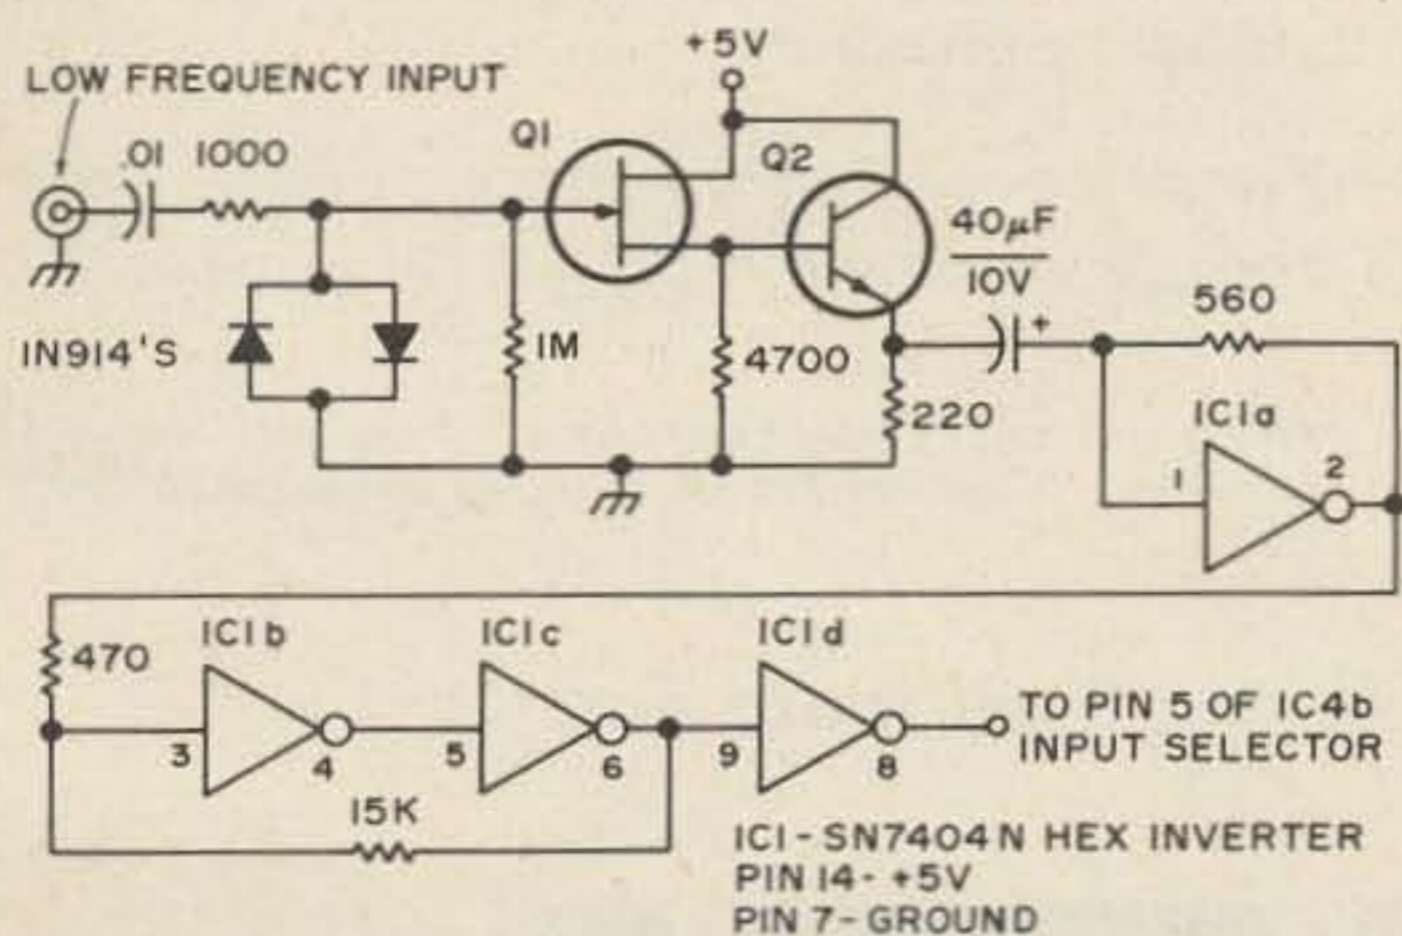 +5V
LOW FREQUENCY INPUT
.01 1000
Q1
Q2
40µF
10V
+
560
1N914'S
1M
4700
220
IC1a
1
2
470
IC1b
IC1c
IC1d
3
4
5
6
9
8
TO PIN 5 OF IC4b
INPUT SELECTOR
15K
IC1-SN7404N HEX INVERTER
PIN 14- +5V
PIN 7-GROUND